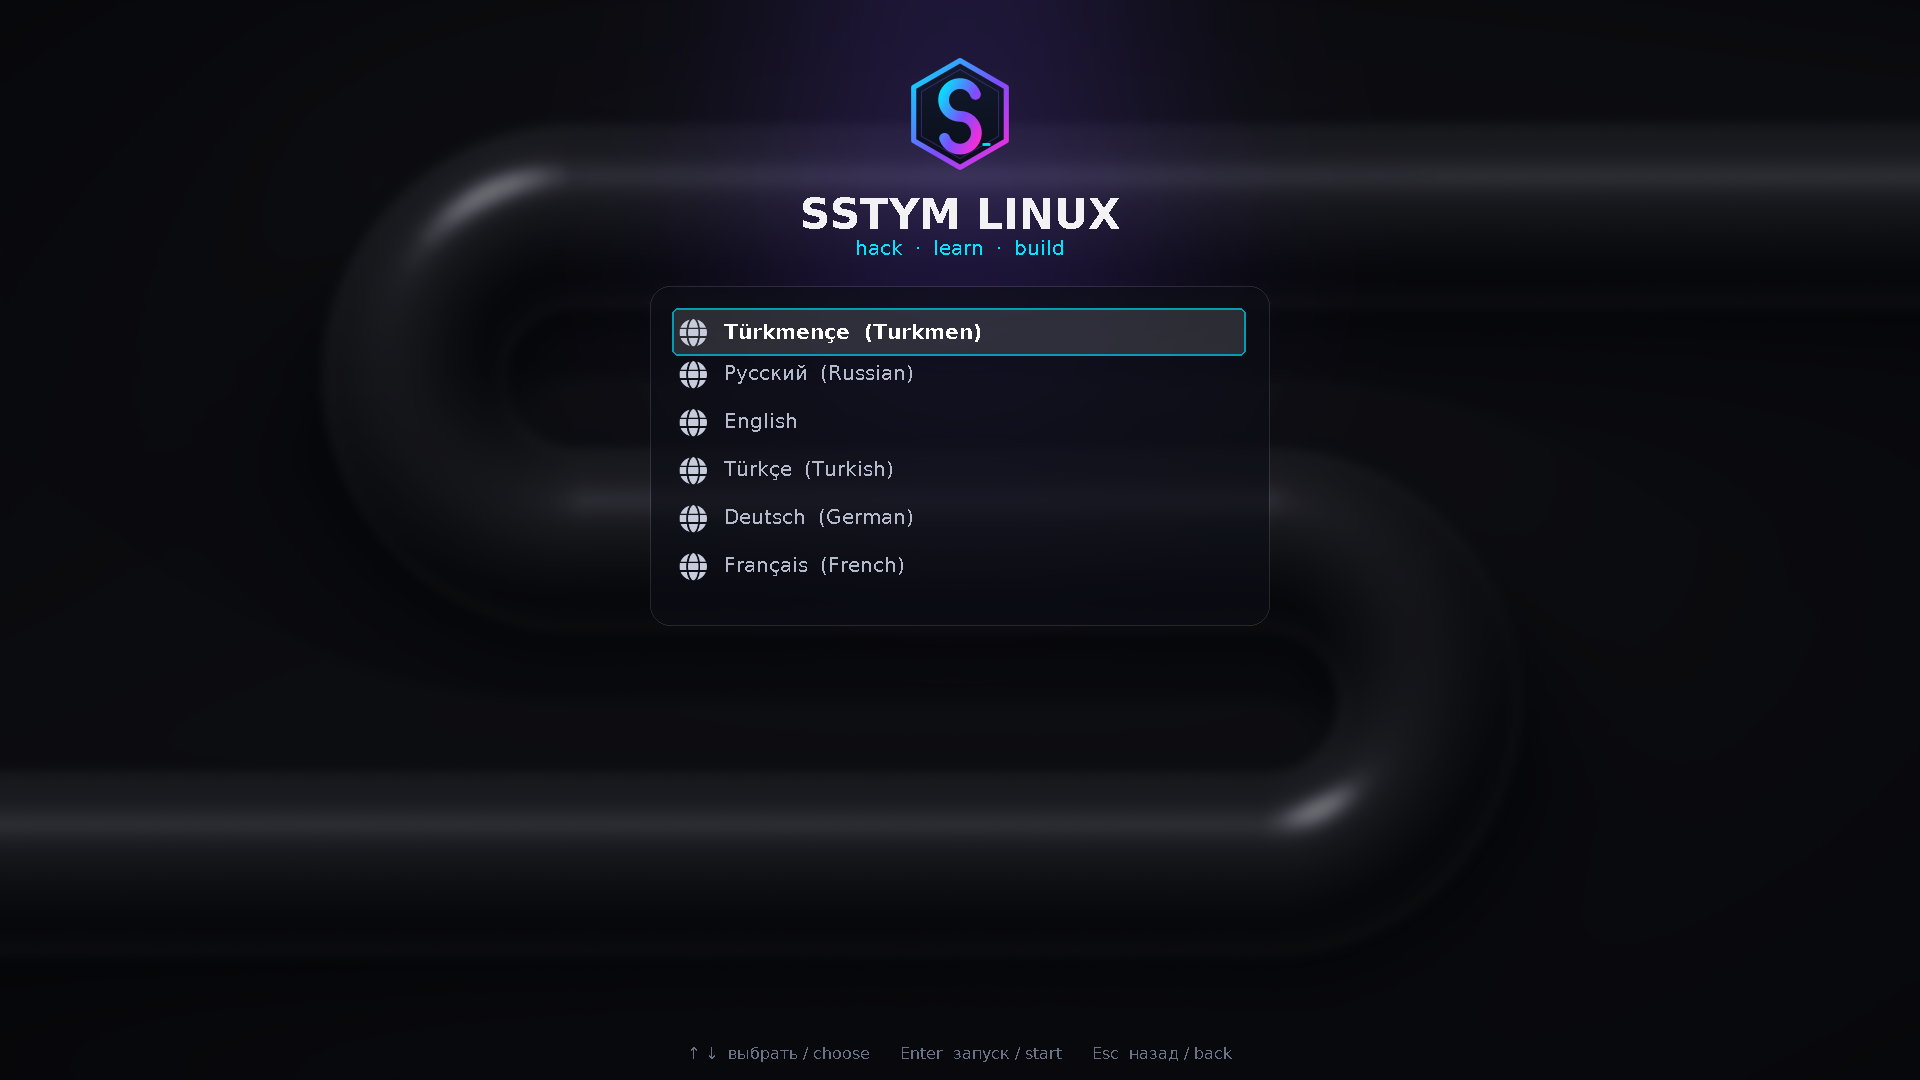 SSTYM LINUX
hack · learn · build
Türkmençe (Turkmen)
Русский (Russian)
English
Türkçe (Turkish)
Deutsch (German)
Français (French)
↑ ↓ выбрать / choose Enter запуск / start Esc назад / back